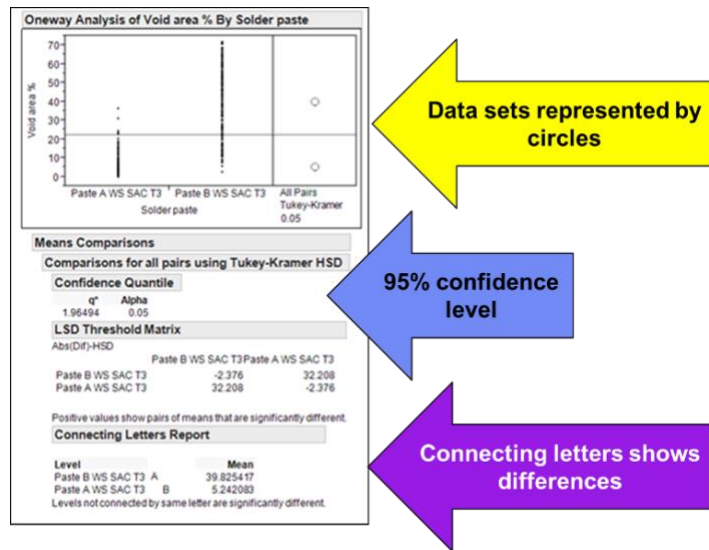 Oneway Analysis of Void area % By Solder paste
Void area %
70
60
50
40
30
20
10
0
Paste A WS SAC T3 Paste B WS SAC T3 All Pairs
Solder paste Tukey-Kramer
0.05
Data sets represented by
circles
Means Comparisons
Comparisons for all pairs using Tukey-Kramer HSD
Confidence Quantile
q* Alpha
1.96494 0.05
95% confidence
level
LSD Threshold Matrix
Abs(Dif)-HSD
Paste B WS SAC T3 Paste A WS SAC T3
Paste B WS SAC T3 -2.376 32.208
Paste A WS SAC T3 32.208 -2.376
Positive values show pairs of means that are significantly different.
Connecting Letters Report
Level Mean
Paste B WS SAC T3 A 39.825417
Paste A WS SAC T3 B 5.242083
Levels not connected by same letter are significantly different.
Connecting letters shows
differences